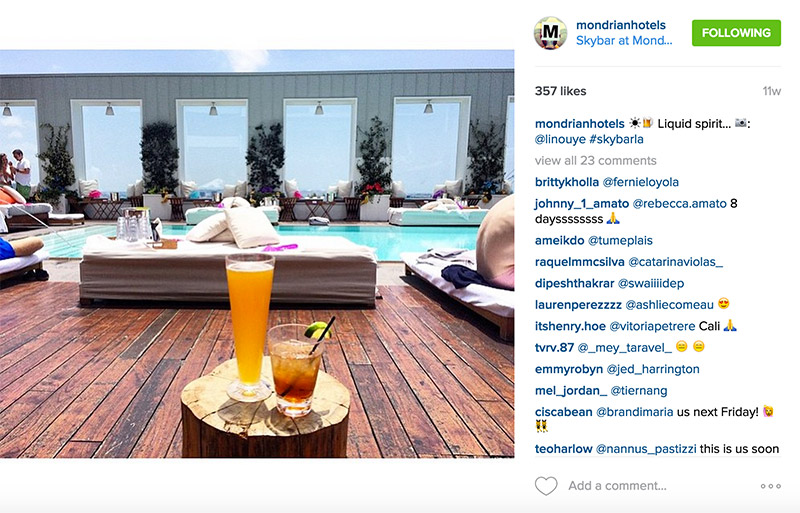 M
mondrianhotels
Skybar at Mond...
FOLLOWING
357 likes
11w
mondrianhotels ☀🍺 Liquid spirit... 📷:
@linouye #skybarla
view all 23 comments
brittykholla @fernieloyola
johnny_1_amato @rebecca.amato 8
dayssssssss 🙏
ameikdo @tumeplais
raquelmmcsilva @catarinaviolas_
dipeshthakrar @swaiiiidep
laurenperezzzz @ashliecomeau 😍
itshenry.hoe @vitoriapetrere Cali 🙏
tvrv.87 @_mey_taravel_ 😑 😑
emmyrobyn @jed_harrington
mel_jordan_ @tiernang
ciscabean @brandimaria us next Friday! 🙋
👯
teoharlow @nannus_pastizzi this is us soon
Add a comment...